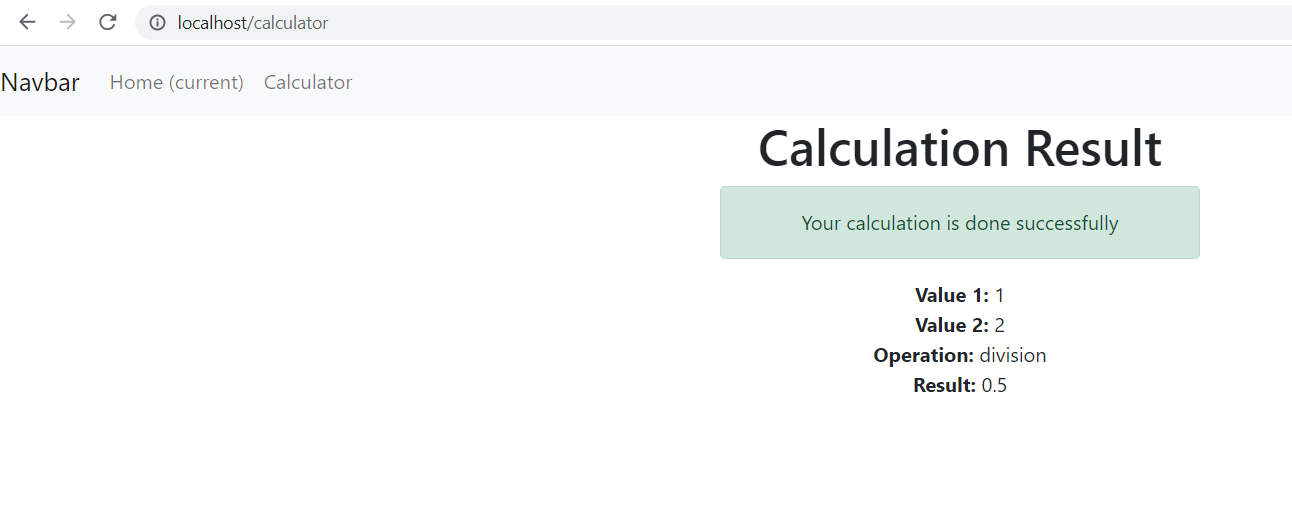 localhost/calculator
Navbar Home (current) Calculator
Calculation Result
Your calculation is done successfully
Value 1: 1
Value 2: 2
Operation: division
Result: 0.5